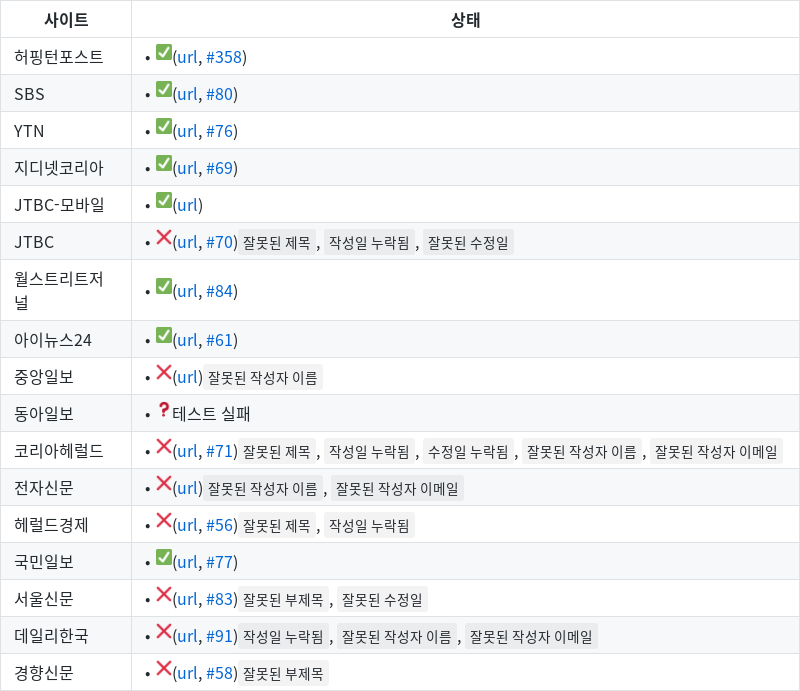 사이트 상태
허핑턴포스트 • ✅(url, #358)
SBS • ✅(url, #80)
YTN • ✅(url, #76)
지디넷코리아 • ✅(url, #69)
JTBC-모바일 • ✅(url)
JTBC • ❌(url, #70) 잘못된 제목 , 작성일 누락됨 , 잘못된 수정일
월스트리트저
널 • ✅(url, #84)
아이뉴스24 • ✅(url, #61)
중앙일보 • ❌(url) 잘못된 작성자 이름
동아일보 • ❓테스트 실패
코리아헤럴드 • ❌(url, #71) 잘못된 제목 , 작성일 누락됨 , 수정일 누락됨 , 잘못된 작성자 이름 , 잘못된 작성자 이메일
전자신문 • ❌(url) 잘못된 작성자 이름 , 잘못된 작성자 이메일
헤럴드경제 • ❌(url, #56) 잘못된 제목 , 작성일 누락됨
국민일보 • ✅(url, #77)
서울신문 • ❌(url, #83) 잘못된 부제목 , 잘못된 수정일
데일리한국 • ❌(url, #91) 작성일 누락됨 , 잘못된 작성자 이름 , 잘못된 작성자 이메일
경향신문 • ❌(url, #58) 잘못된 부제목